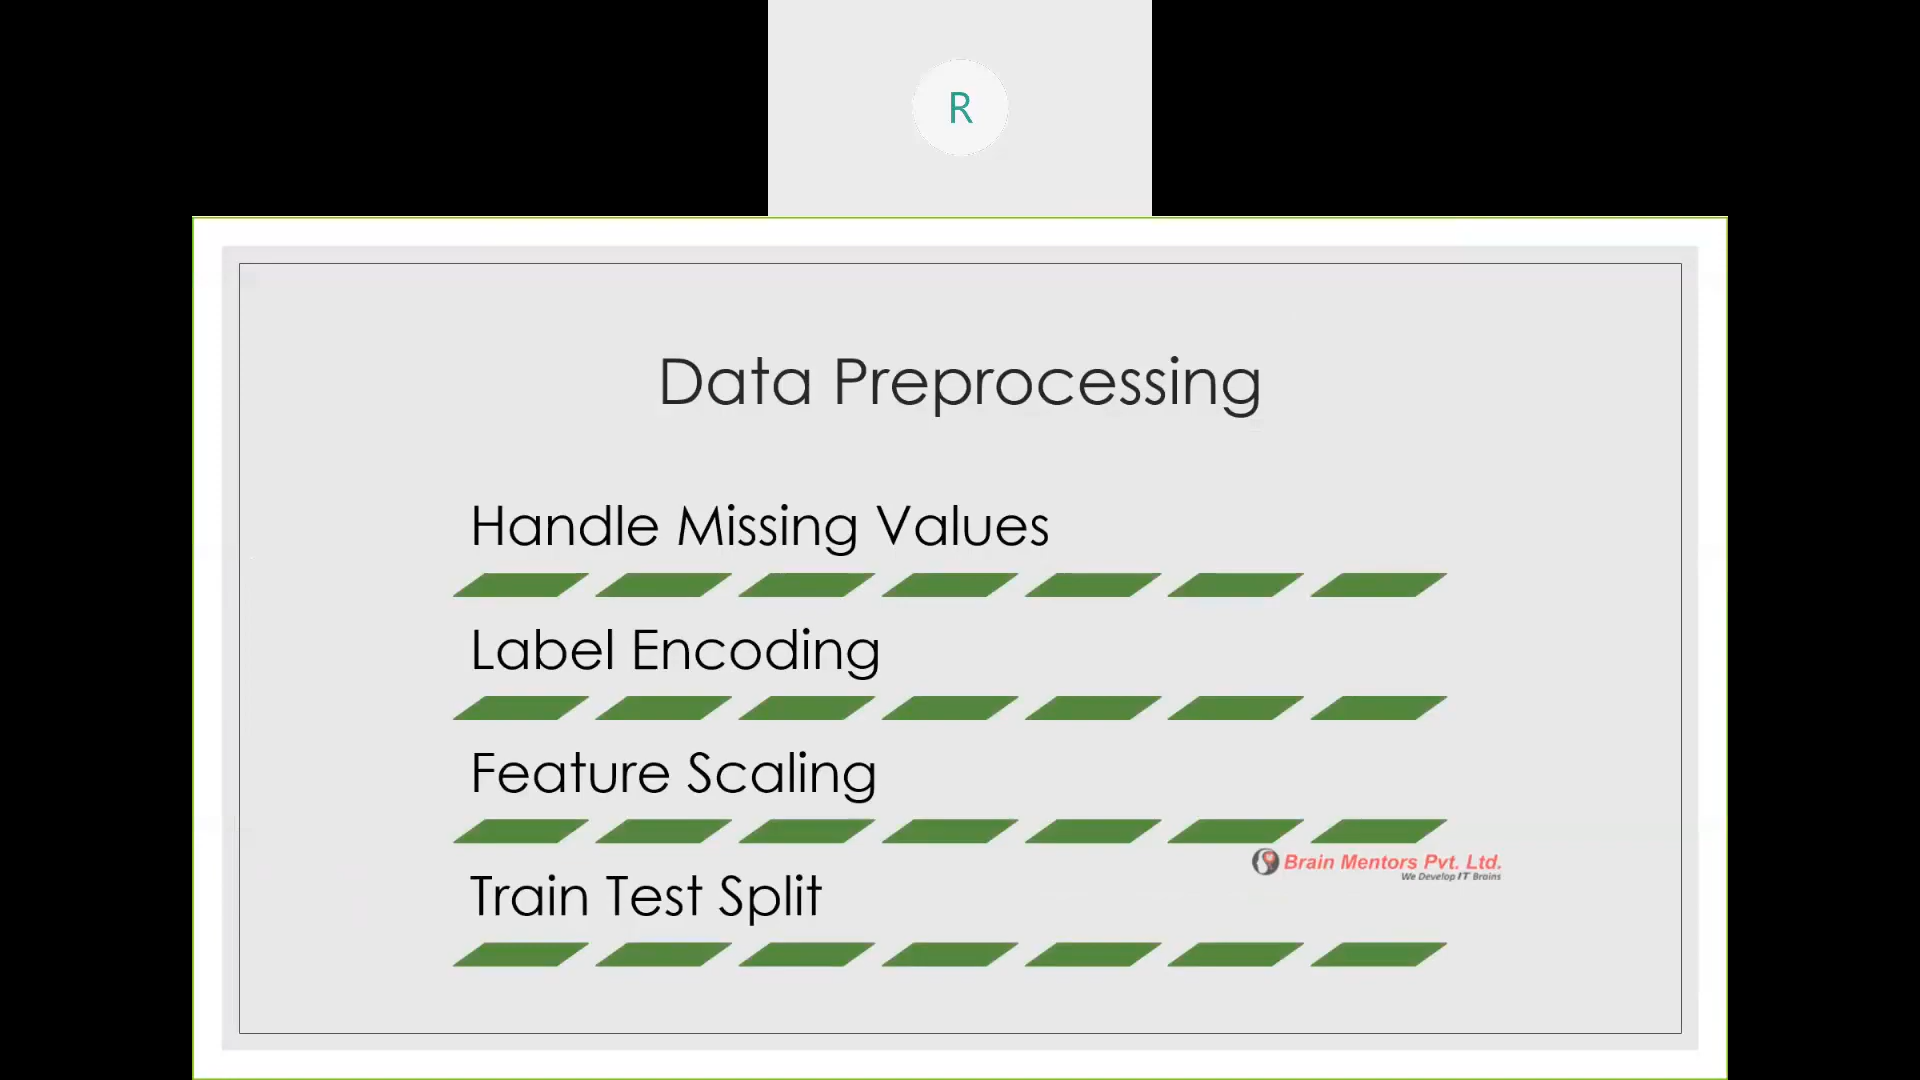 R
Data Preprocessing
Handle Missing Values
Label Encoding
Feature Scaling
Brain Mentors Pvt. Ltd.
We Develop IT Brains
Train Test Split